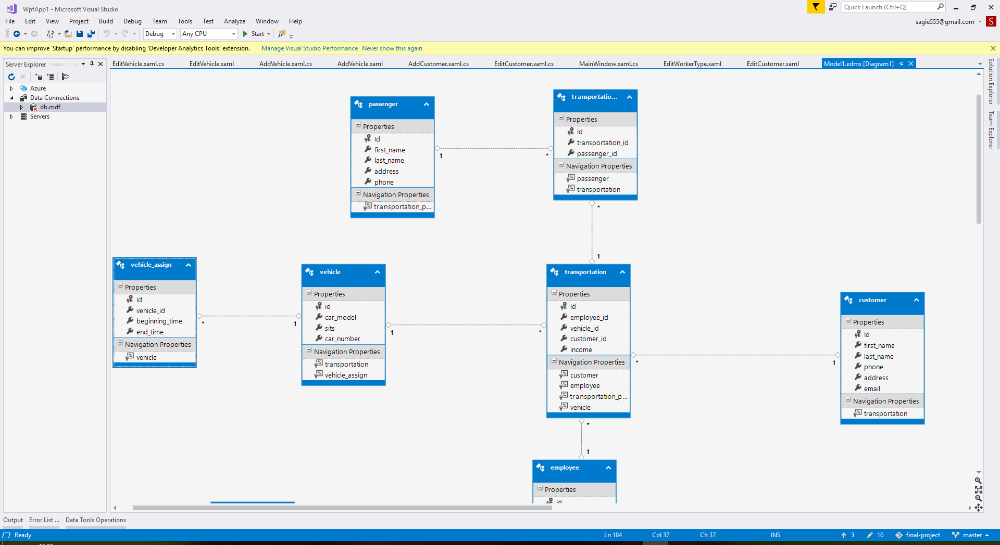 WpfApp1 - Microsoft Visual Studio
Quick Launch (Ctrl+Q)
File Edit View Project Build Debug Team Tools Test Analyze Window Help
sagie555@gmail.com S
Debug Any CPU Start
You can improve 'Startup' performance by disabling 'Developer Analytics Tools' extension. Manage Visual Studio Performance Never show this again
Server Explorer
EditVehicle.xaml.cs EditVehicle.xaml AddVehicle.xaml.cs AddVehicle.xaml AddCustomer.xaml.cs EditCustomer.xaml.cs MainWindow.xaml.cs EditWorkerType.xaml EditCustomer.xaml Model1.edmx [Diagram1]
Solution Explorer
Team Explorer
Azure
Data Connections
db.mdf
Servers
passenger
Properties
Id
first_name
last_name
address
phone
Navigation Properties
transportation_p...
1
*
transportatio...
Properties
Id
transportation_id
passenger_id
Navigation Properties
passenger
transportation
*
1
vehicle_assign
Properties
Id
vehicle_id
beginning_time
end_time
Navigation Properties
vehicle
*
1
vehicle
Properties
id
car_model
sits
car_number
Navigation Properties
transportation
vehicle_assign
1
*
transportation
Properties
Id
employee_id
vehicle_id
customer_id
income
Navigation Properties
customer
employee
transportation_p...
vehicle
*
1
customer
Properties
Id
first_name
last_name
phone
address
email
Navigation Properties
transportation
*
1
employee
Properties
Id
Output Error List ... Data Tools Operations
Ready Ln 184 Col 37 Ch 37 INS 3 10 final-project master
11:55